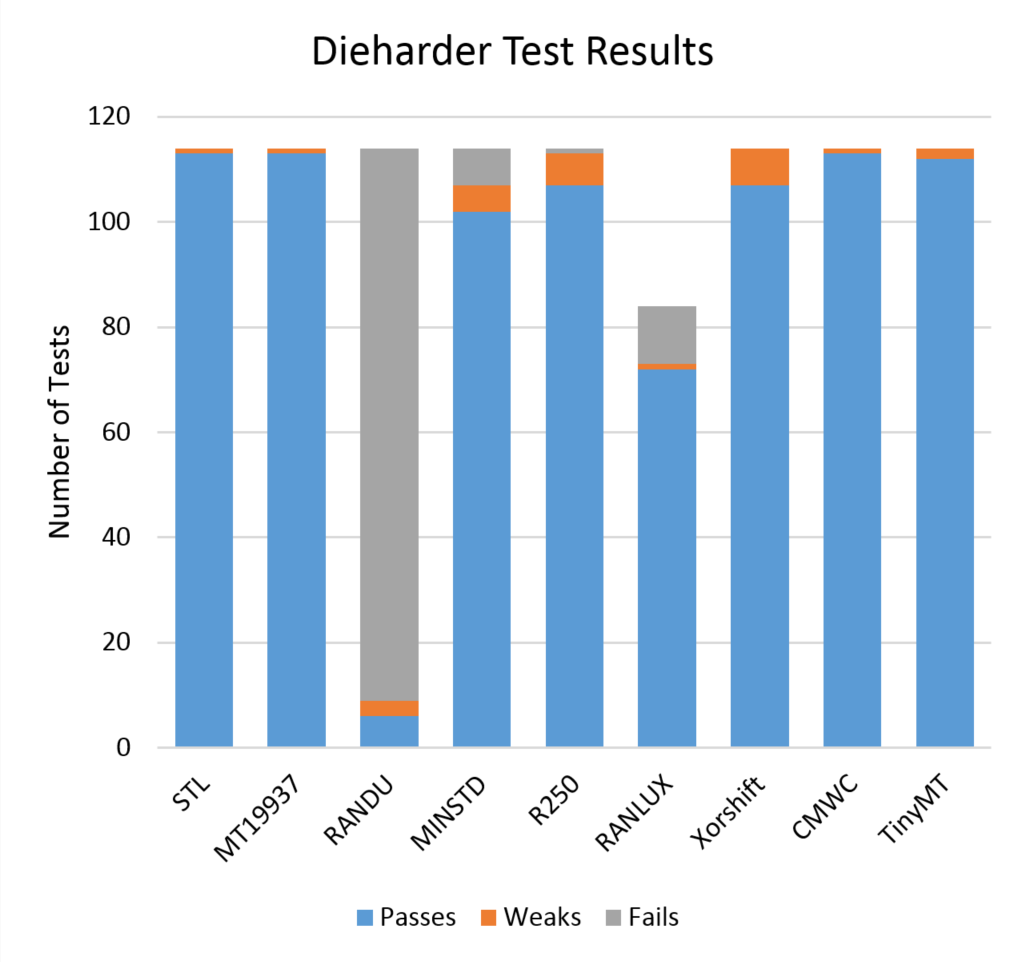 Dieharder Test Results
120
100
80
60
40
20
0
Number of Tests
STL
MT19937
RANDU
MINSTD
R250
RANLUX
Xorshift
CMWC
TinyMT
Passes Weaks Fails